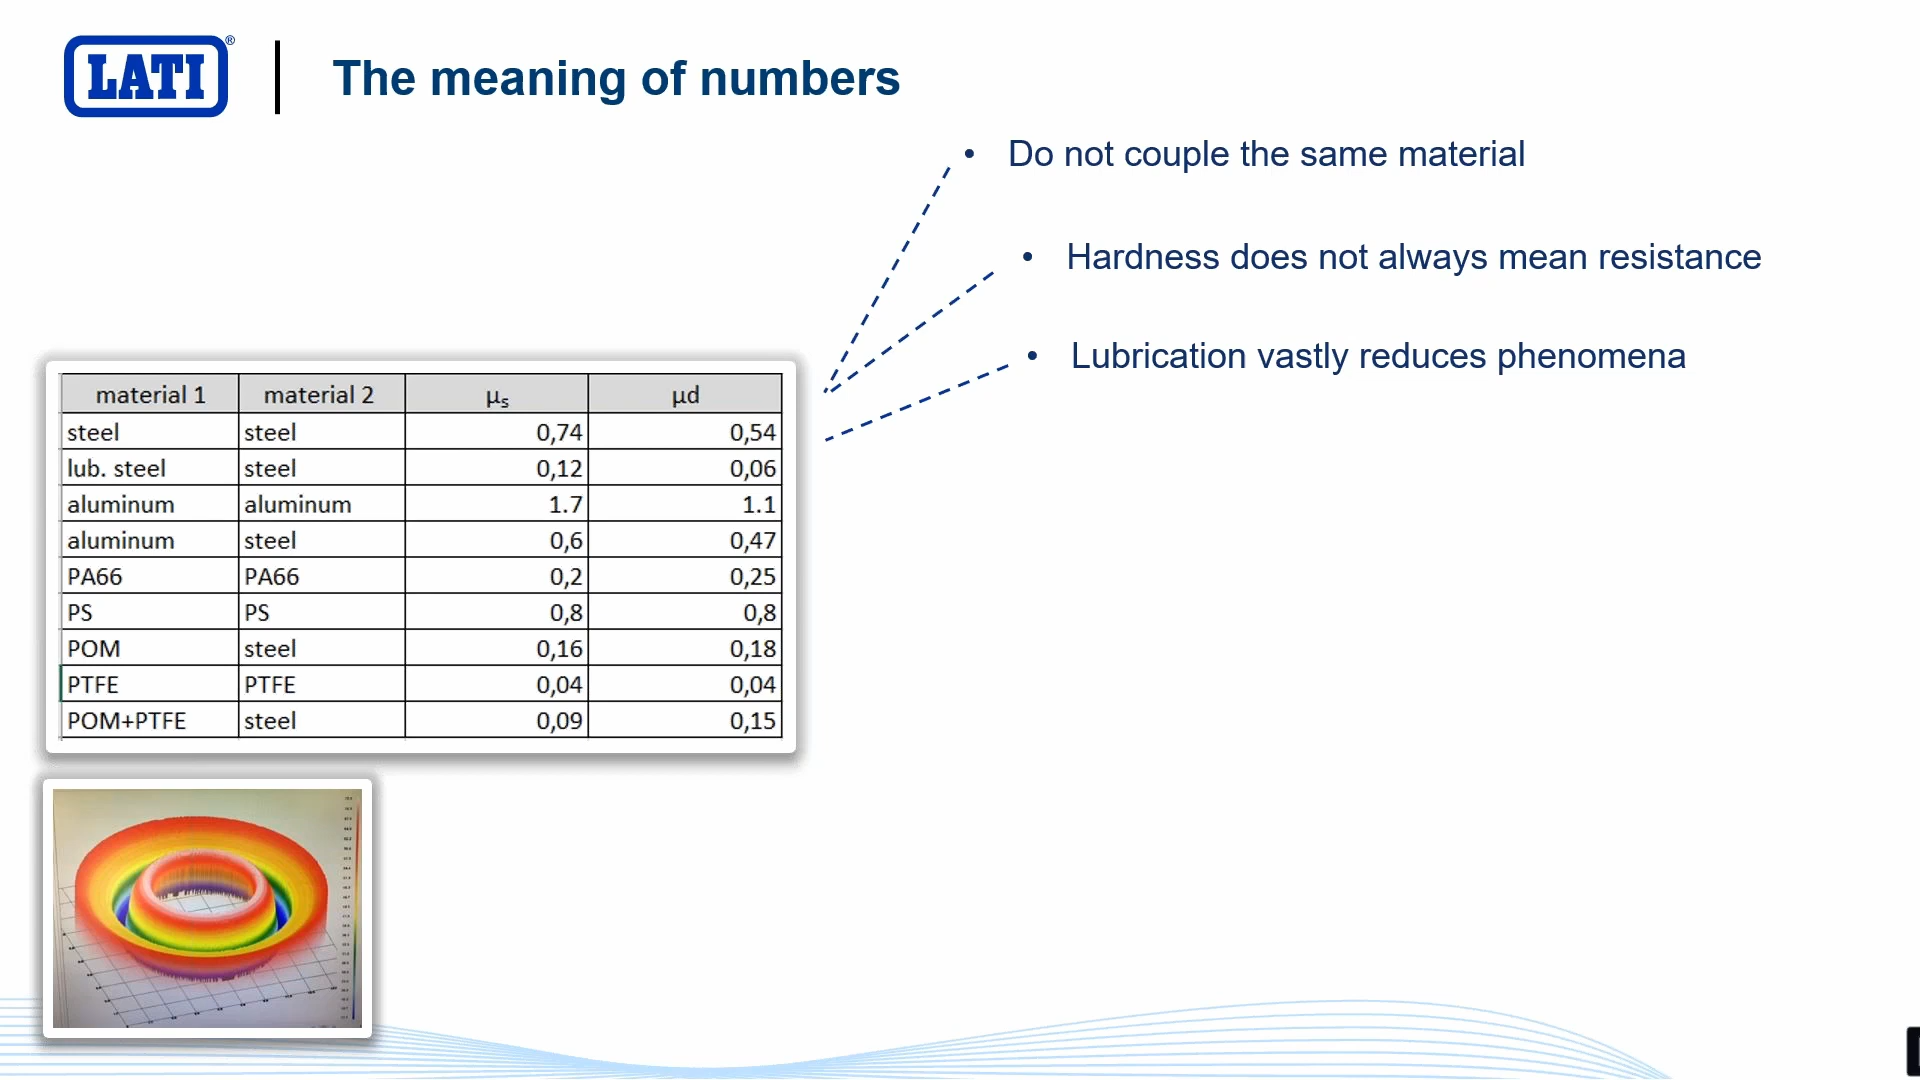 LATI®
The meaning of numbers
• Do not couple the same material
• Hardness does not always mean resistance
• Lubrication vastly reduces phenomena
material 1 material 2 μs μd
steel steel 0,74 0,54
lub. steel steel 0,12 0,06
aluminum aluminum 1.7 1.1
aluminum steel 0,6 0,47
PA66 PA66 0,2 0,25
PS PS 0,8 0,8
POM steel 0,16 0,18
PTFE PTFE 0,04 0,04
POM+PTFE steel 0,09 0,15